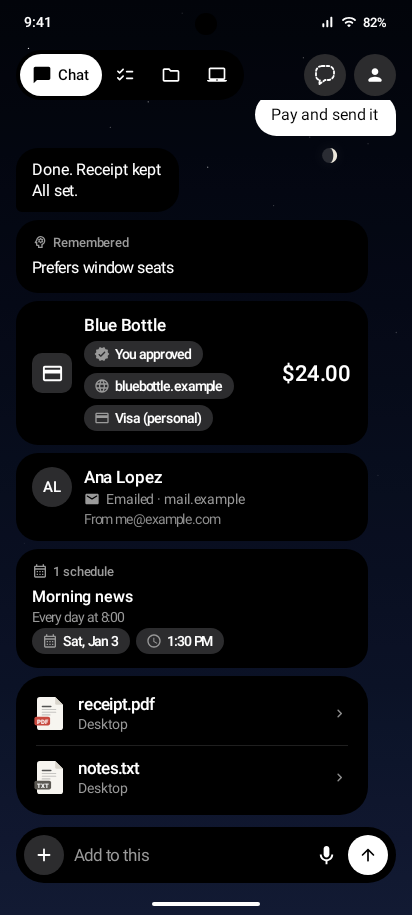 9:41
82%
Chat
Pay and send it
Done. Receipt kept
All set.
Remembered
Prefers window seats
Blue Bottle
You approved
bluebottle.example
Visa (personal)
$24.00
AL
Ana Lopez
Emailed · mail.example
From me@example.com
1 schedule
Morning news
Every day at 8:00
Sat, Jan 3
1:30 PM
PDF
receipt.pdf
Desktop
TXT
notes.txt
Desktop
Add to this